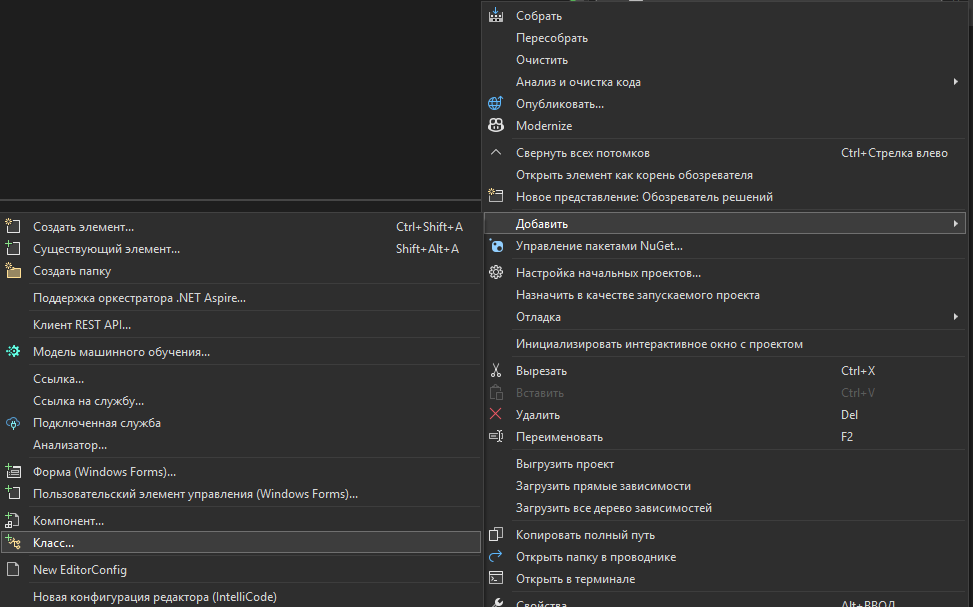 Собрать
Пересобрать
Очистить
Анализ и очистка кода
Опубликовать...
Modernize
Свернуть всех потомков Ctrl+Стрелка влево
Открыть элемент как корень обозревателя
Новое представление: Обозреватель решений
Добавить
Управление пакетами NuGet...
Настройка начальных проектов...
Назначить в качестве запускаемого проекта
Отладка
Инициализировать интерактивное окно с проектом
Вырезать Ctrl+X
Вставить Ctrl+V
Удалить Del
Переименовать F2
Выгрузить проект
Загрузить прямые зависимости
Загрузить все дерево зависимостей
Копировать полный путь
Открыть папку в проводнике
Открыть в терминале
Свойства Alt+ВВОД
Создать элемент... Ctrl+Shift+A
Существующий элемент... Shift+Alt+A
Создать папку
Поддержка оркестратора .NET Aspire...
Клиент REST API...
Модель машинного обучения...
Ссылка...
Ссылка на службу...
Подключенная служба
Анализатор...
Форма (Windows Forms)...
Пользовательский элемент управления (Windows Forms)...
Компонент...
Класс...
New EditorConfig
Новая конфигурация редактора (IntelliCode)